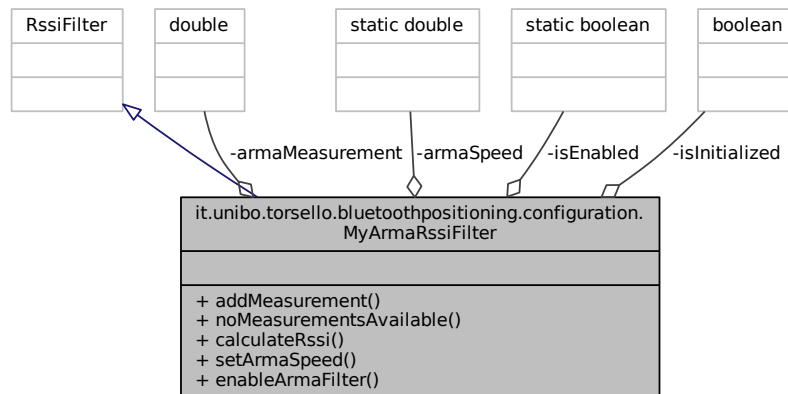 RssiFilter
double
static double
static boolean
boolean
-armaMeasurement
-armaSpeed
-isEnabled
-isInitialized
it.unibo.torsello.bluetoothpositioning.configuration.
MyArmaRssiFilter
+ addMeasurement()
+ noMeasurementsAvailable()
+ calculateRssi()
+ setArmaSpeed()
+ enableArmaFilter()